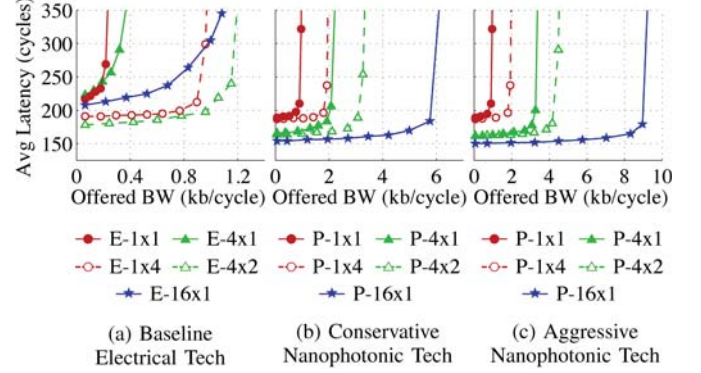 Avg Latency (cycles)
350
300
250
200
150
0 0.4 0.8 1.2
0 2 4 6
0 2 4 6 8 10
Offered BW (kb/cycle) Offered BW (kb/cycle) Offered BW (kb/cycle)
E-1x1 E-4x1
E-1x4 E-4x2
E-16x1
P-1x1 P-4x1
P-1x4 P-4x2
P-16x1
P-1x1 P-4x1
P-1x4 P-4x2
P-16x1
(a) Baseline
Electrical Tech
(b) Conservative
Nanophotonic Tech
(c) Aggressive
Nanophotonic Tech